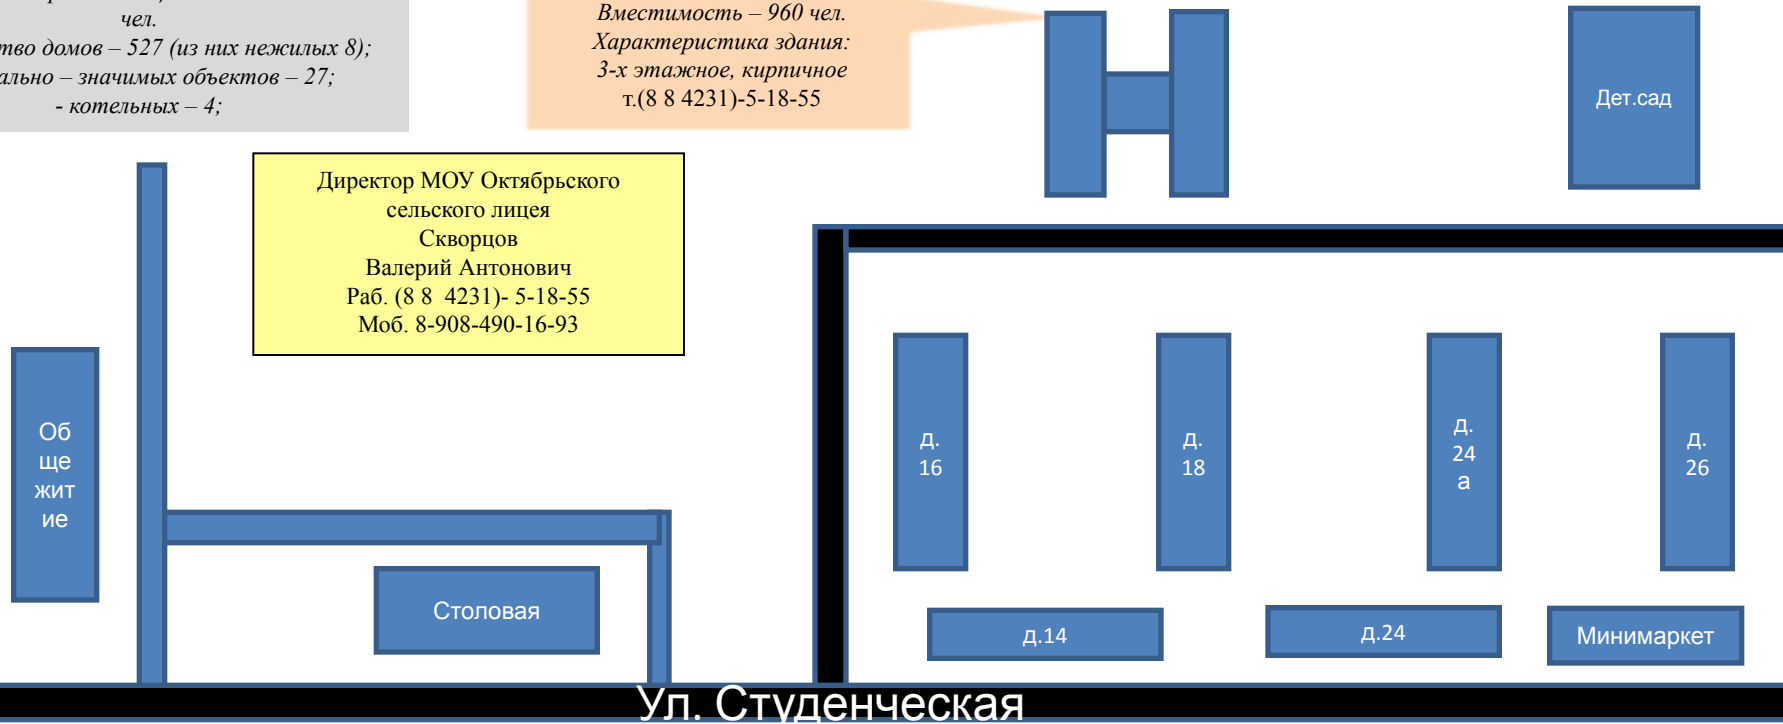 чел.
тво домов – 527 (из них нежилых 8);
ально – значимых объектов – 27;
- котельных – 4;
Вместимость – 960 чел.
Характеристика здания:
3-х этажное, кирпичное
т.(8 8 4231)-5-18-55
Дет.сад
Директор МОУ Октябрьского
сельского лицея
Скворцов
Валерий Антонович
Раб. (8 8 4231)- 5-18-55
Моб. 8-908-490-16-93
Об
ще
жит
ие
Столовая
д.
16
д.
18
д.
24
а
д.
26
д.14
д.24
Минимаркет
Ул. Студенческая